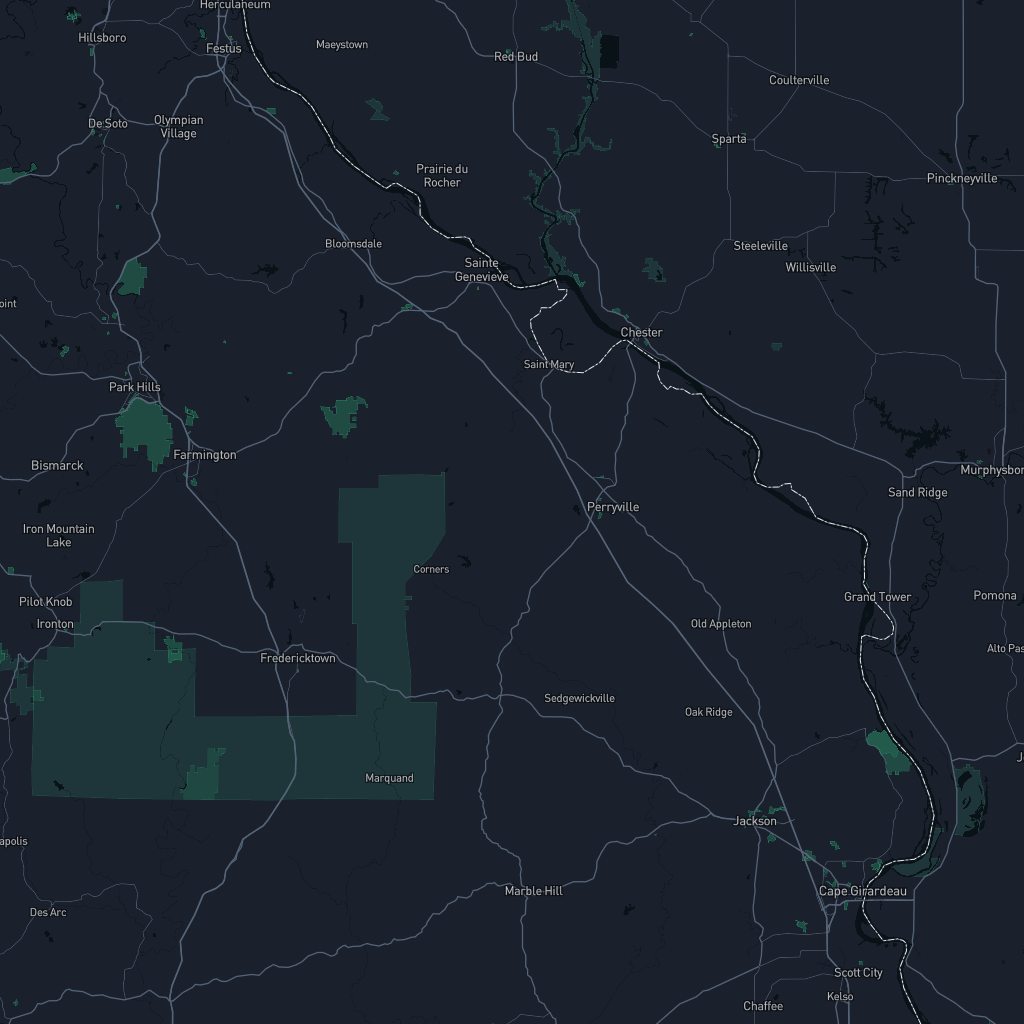 Herculaneum
Hillsboro
Festus
Maeystown
Red Bud
Coulterville
De Soto
Olympian
Village
Sparta
Prairie du
Rocher
Pinckneyville
Bloomsdale
Steeleville
Sainte
Genevieve
Willisville
oint
Chester
Saint Mary
Park Hills
Farmington
Bismarck
Murphysbor
Sand Ridge
Perryville
Iron Mountain
Lake
Corners
Pilot Knob
Grand Tower
Pomona
Ironton
Old Appleton
Alto Pas
Fredericktown
Sedgewickville
Oak Ridge
J
Marquand
Jackson
apolis
Marble Hill
Cape Girardeau
Des Arc
Scott City
Kelso
Chaffee